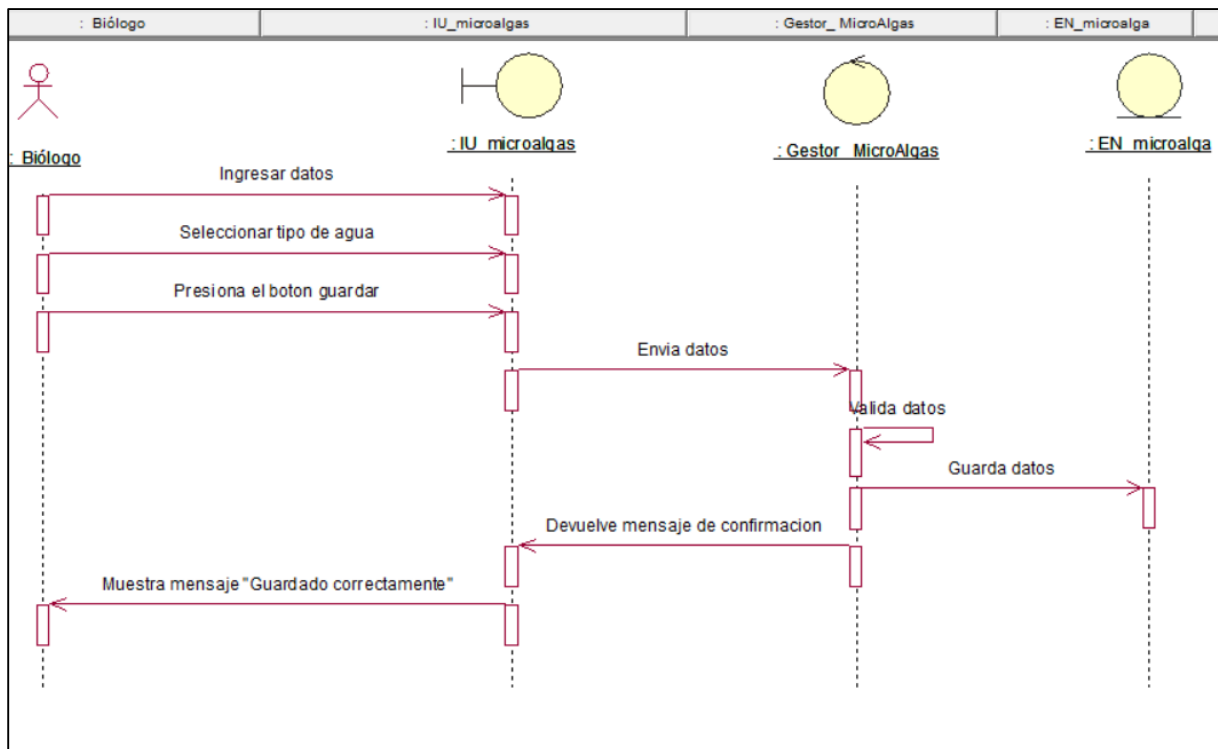 : Biólogo
: IU_microalgas
: Gestor_ MicroAlgas
: EN_microalga
: Biólogo
: IU_microalgas
: Gestor_ MicroAlgas
: EN_microalga
Ingresar datos
Seleccionar tipo de agua
Presiona el boton guardar
Envia datos
Valida datos
Guarda datos
Devuelve mensaje de confirmacion
Muestra mensaje "Guardado correctamente"